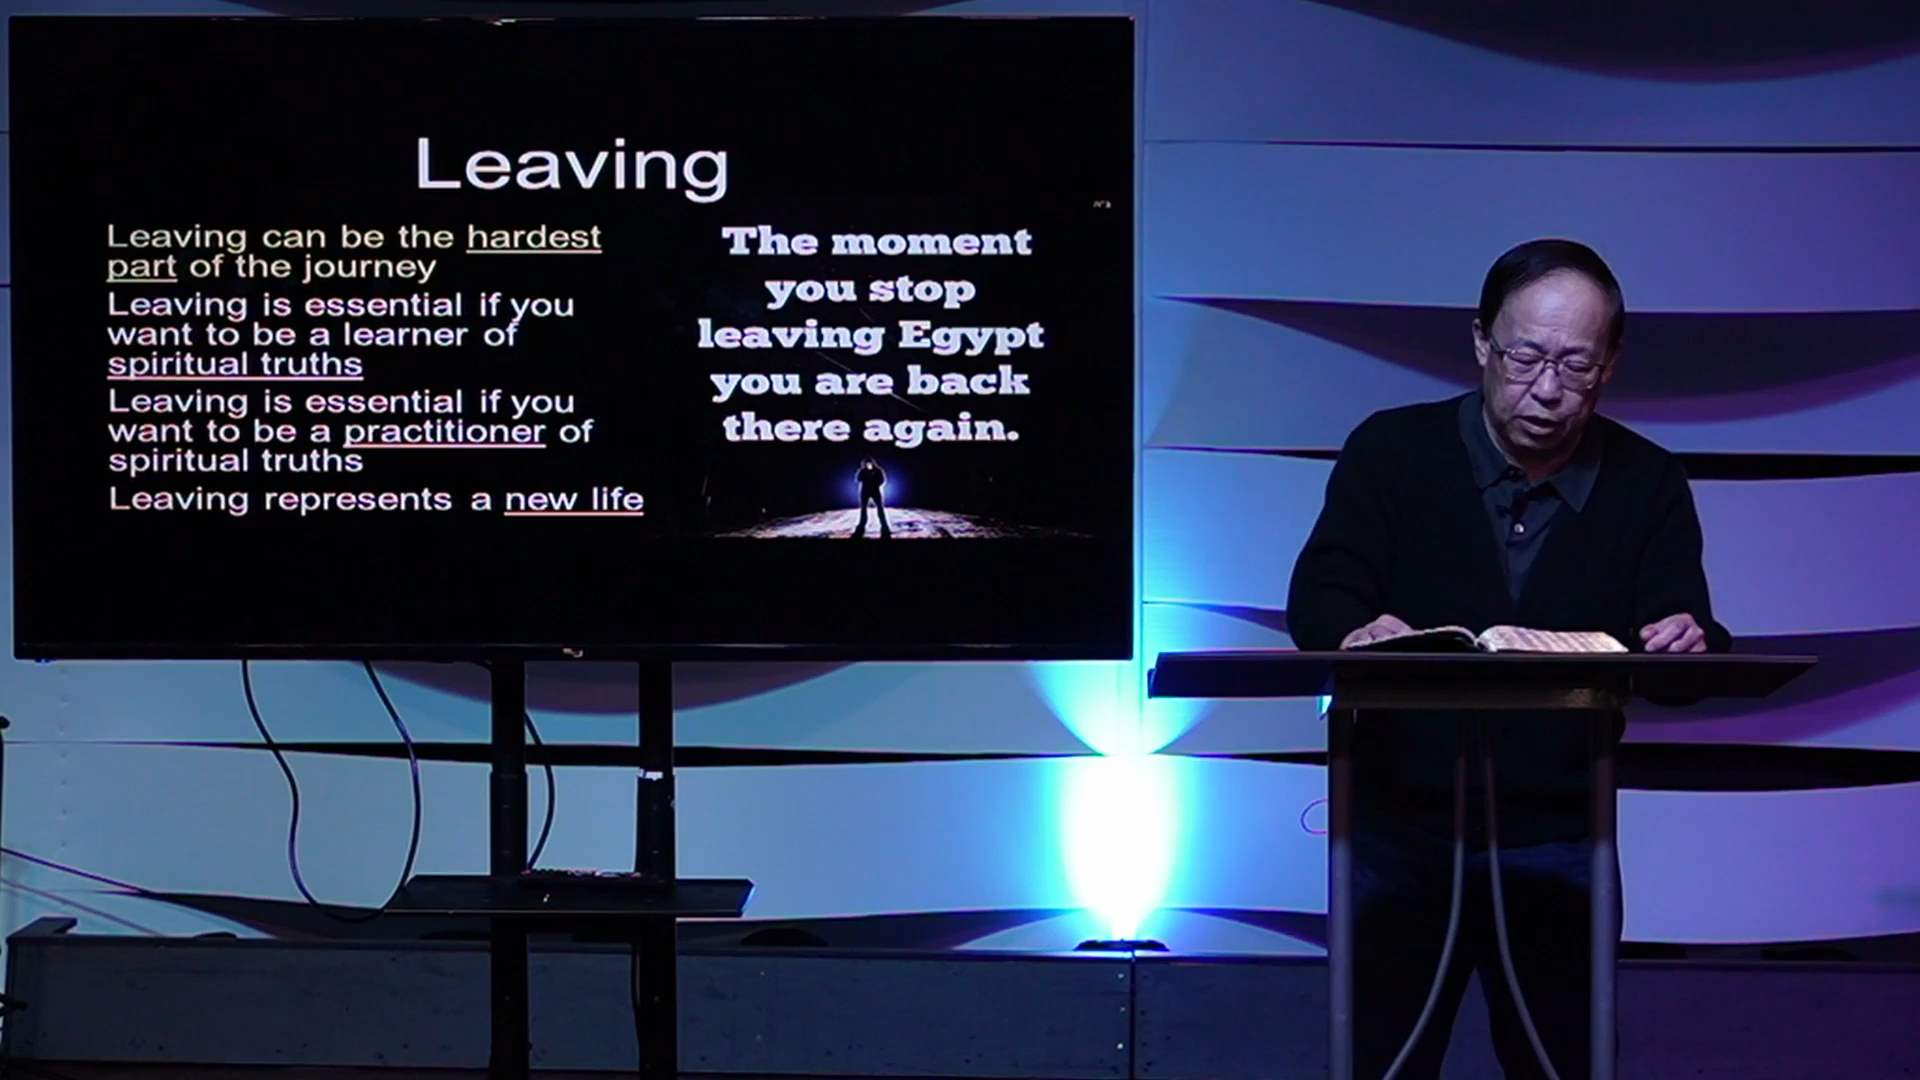 Leaving
Leaving can be the hardest
part of the journey
Leaving is essential if you
want to be a learner of
spiritual truths
Leaving is essential if you
want to be a practitioner of
spiritual truths
Leaving represents a new life
The moment
you stop
leaving Egypt
you are back
there again.